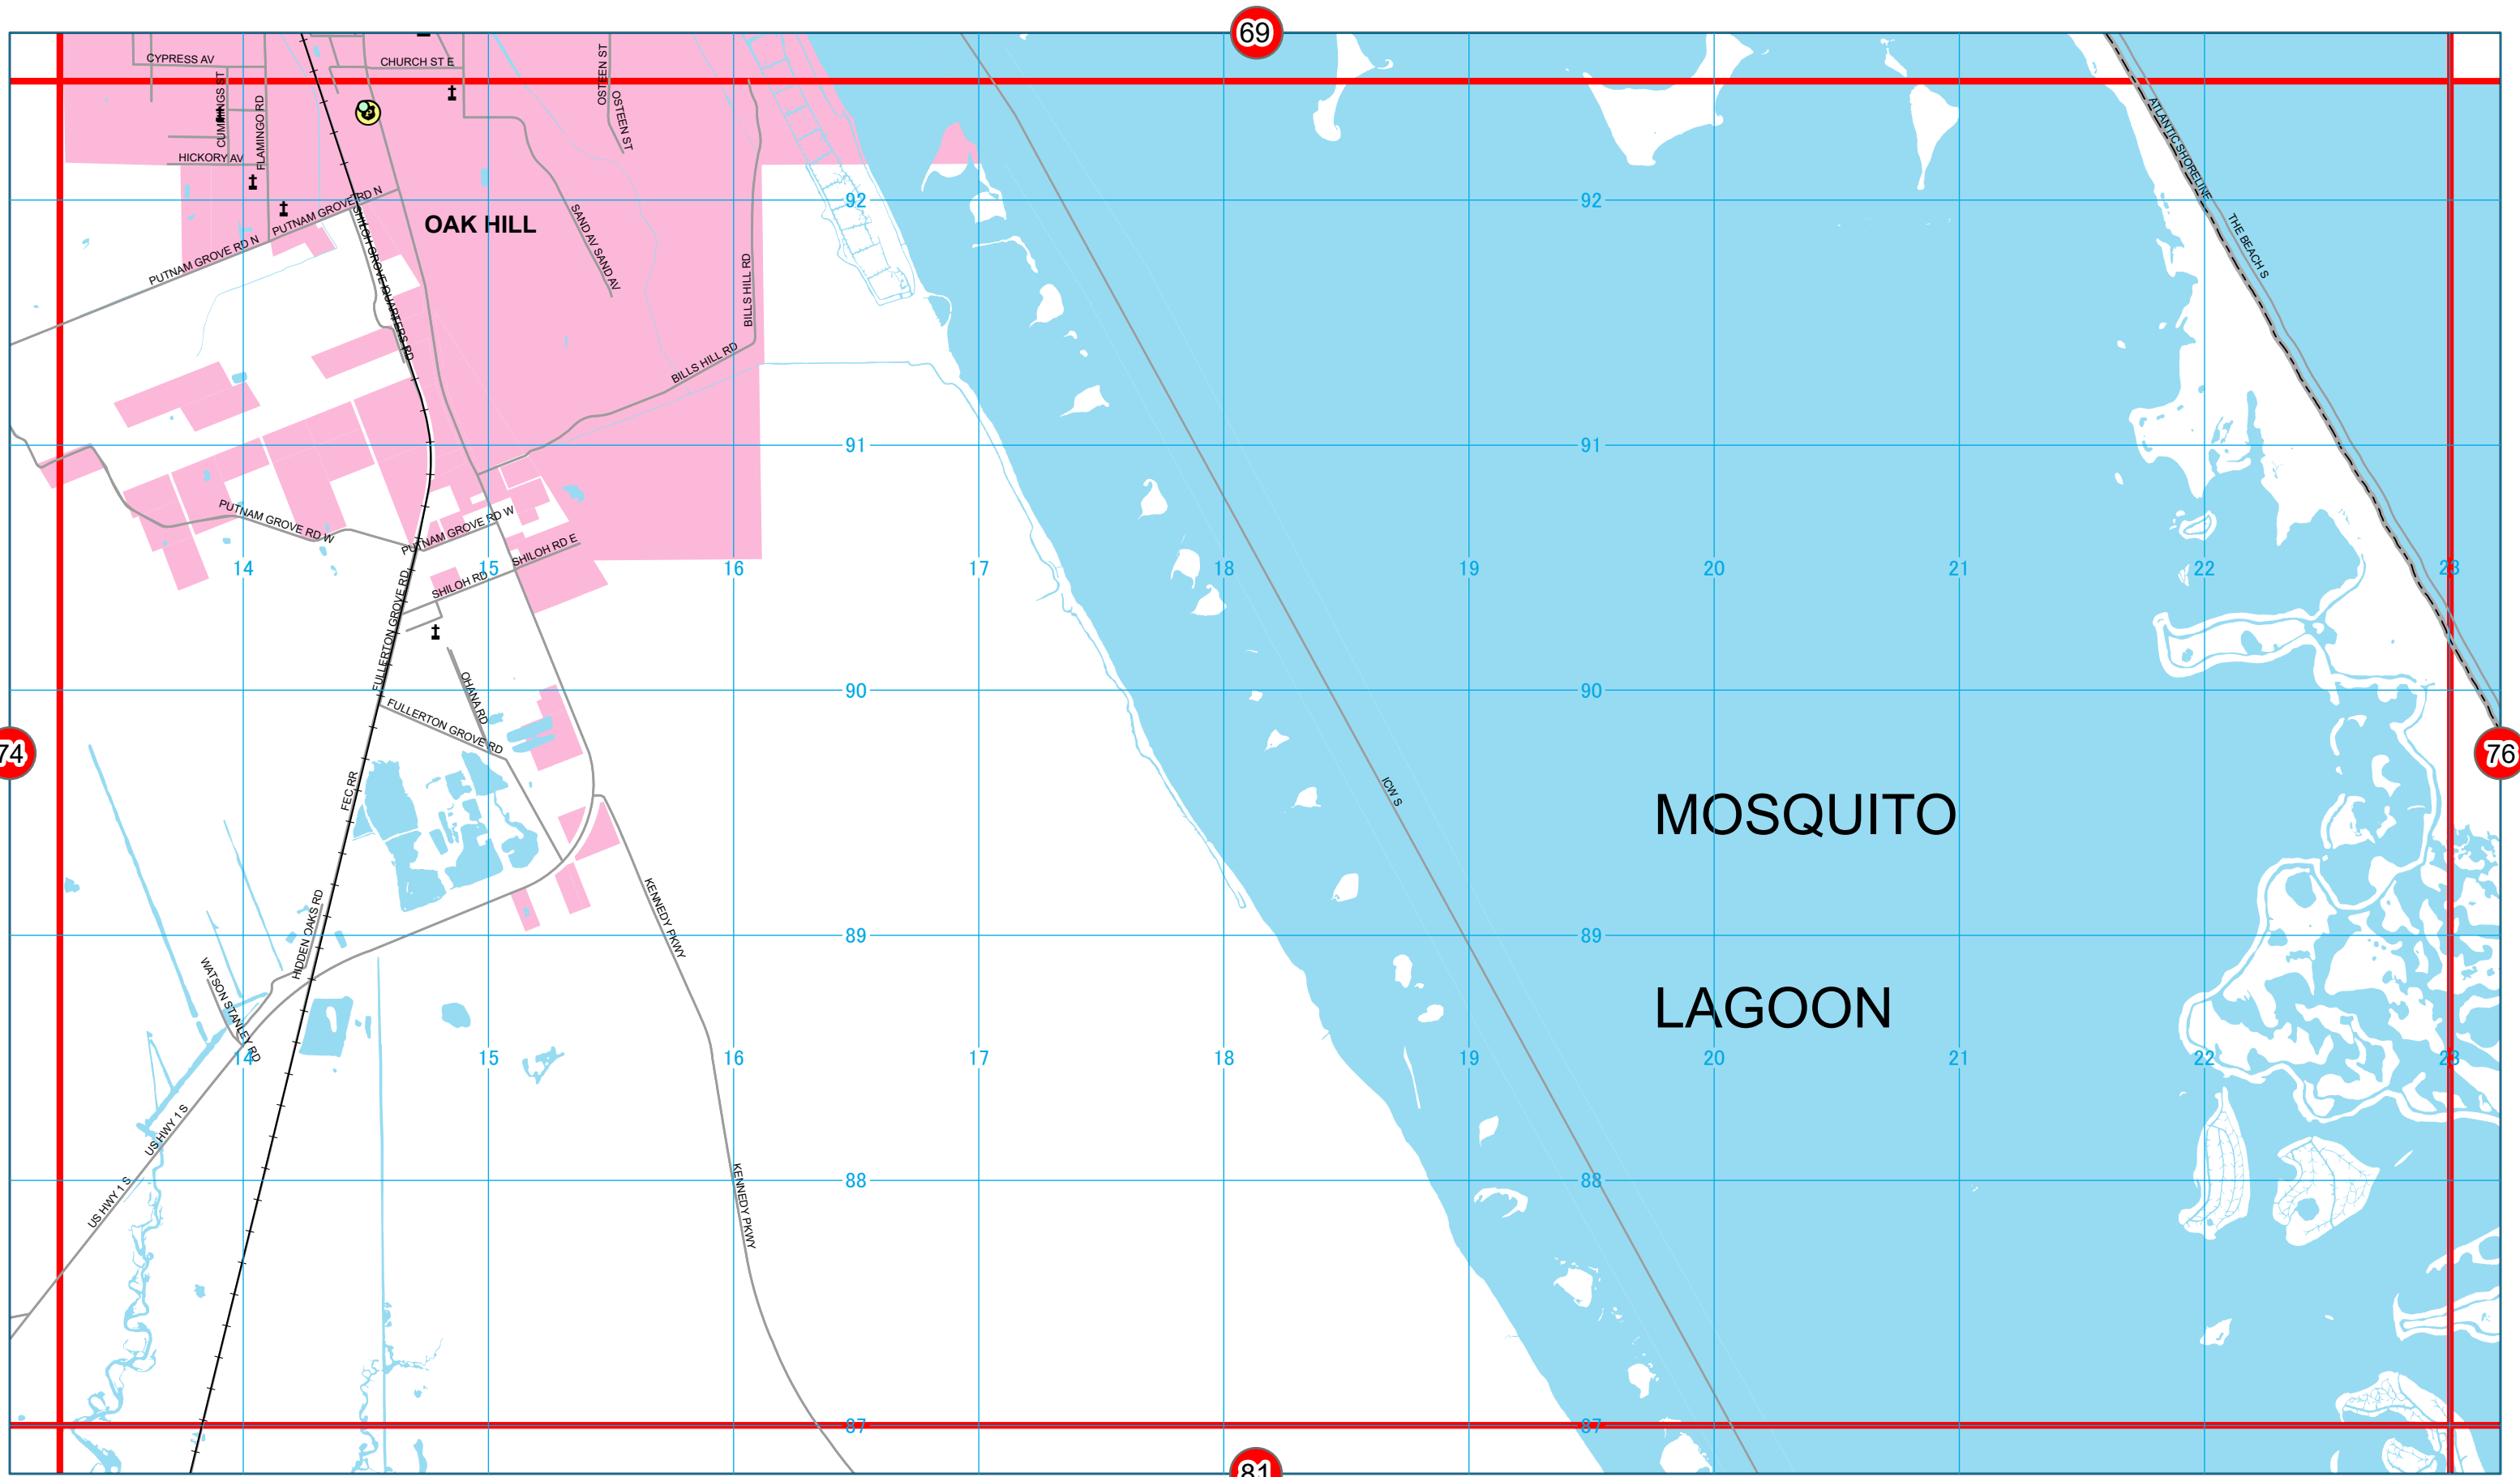 69
CYPRESS AV
CHURCH ST E
OSTEEN ST
OSTEEN ST
CUMMINGS ST
FLAMINGO RD
HICKORY AV
ATLANTIC SHORELINE
PUTNAM GROVE RD N
PUTNAM GROVE RD N
OAK HILL
92
92
SAND AV SAND AV
THE BEACH S
SHILOH GROVE QUARTERS RD
BILLS HILL RD
BILLS HILL RD
91
91
PUTNAM GROVE RD W
PUTNAM GROVE RD W
SHILOH RD E
SHILOH RD
14
15
16
17
18
19
20
21
22
23
FULLERTON GROVE RD
OHANA RD
90
90
FULLERTON GROVE RD
74
76
FEC RR
ICW S
MOSQUITO
KENNEDY PKWY
HIDDEN OAKS RD
89
89
WATSON STANLEY RD
LAGOON
14
15
16
17
18
19
20
21
22
23
US HWY 1 S
US HWY 1 S
88
88
KENNEDY PKWY
87
87
81